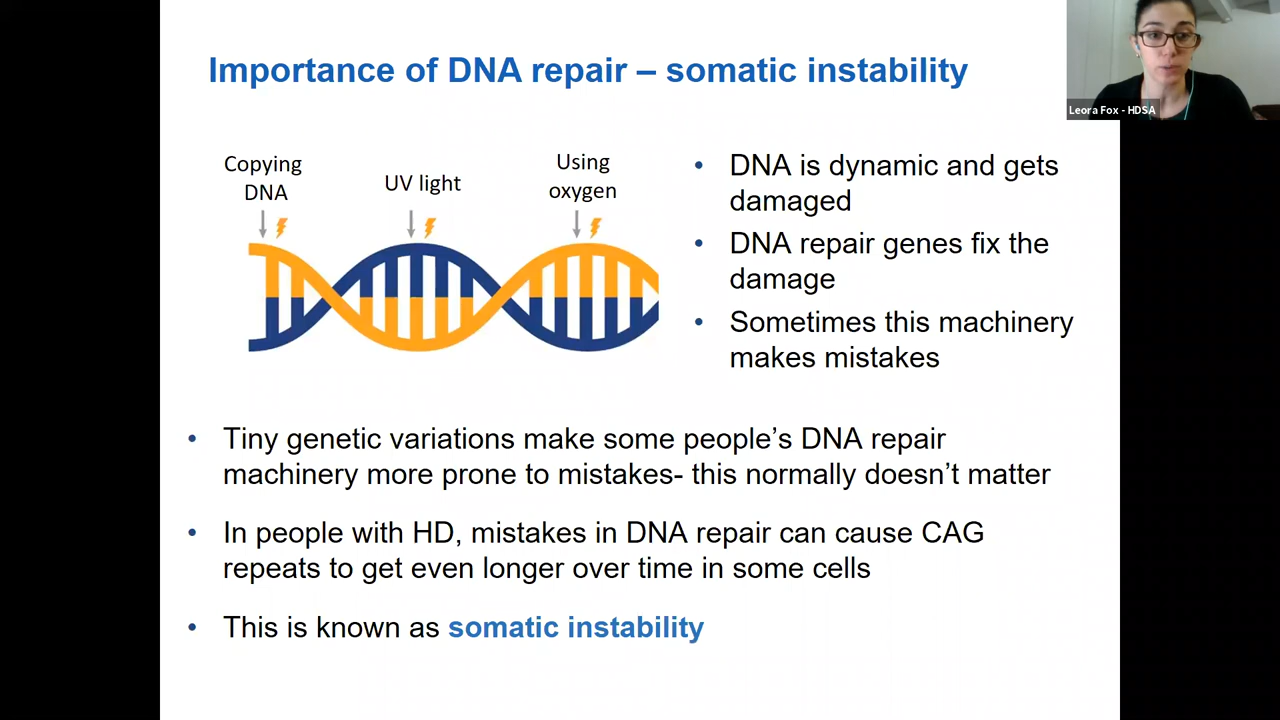 Importance of DNA repair – somatic instability
Leora Fox - HDSA
Copying
DNA
UV light
Using
oxygen
• DNA is dynamic and gets
damaged
• DNA repair genes fix the
damage
• Sometimes this machinery
makes mistakes
• Tiny genetic variations make some people’s DNA repair
machinery more prone to mistakes- this normally doesn’t matter
• In people with HD, mistakes in DNA repair can cause CAG
repeats to get even longer over time in some cells
• This is known as somatic instability